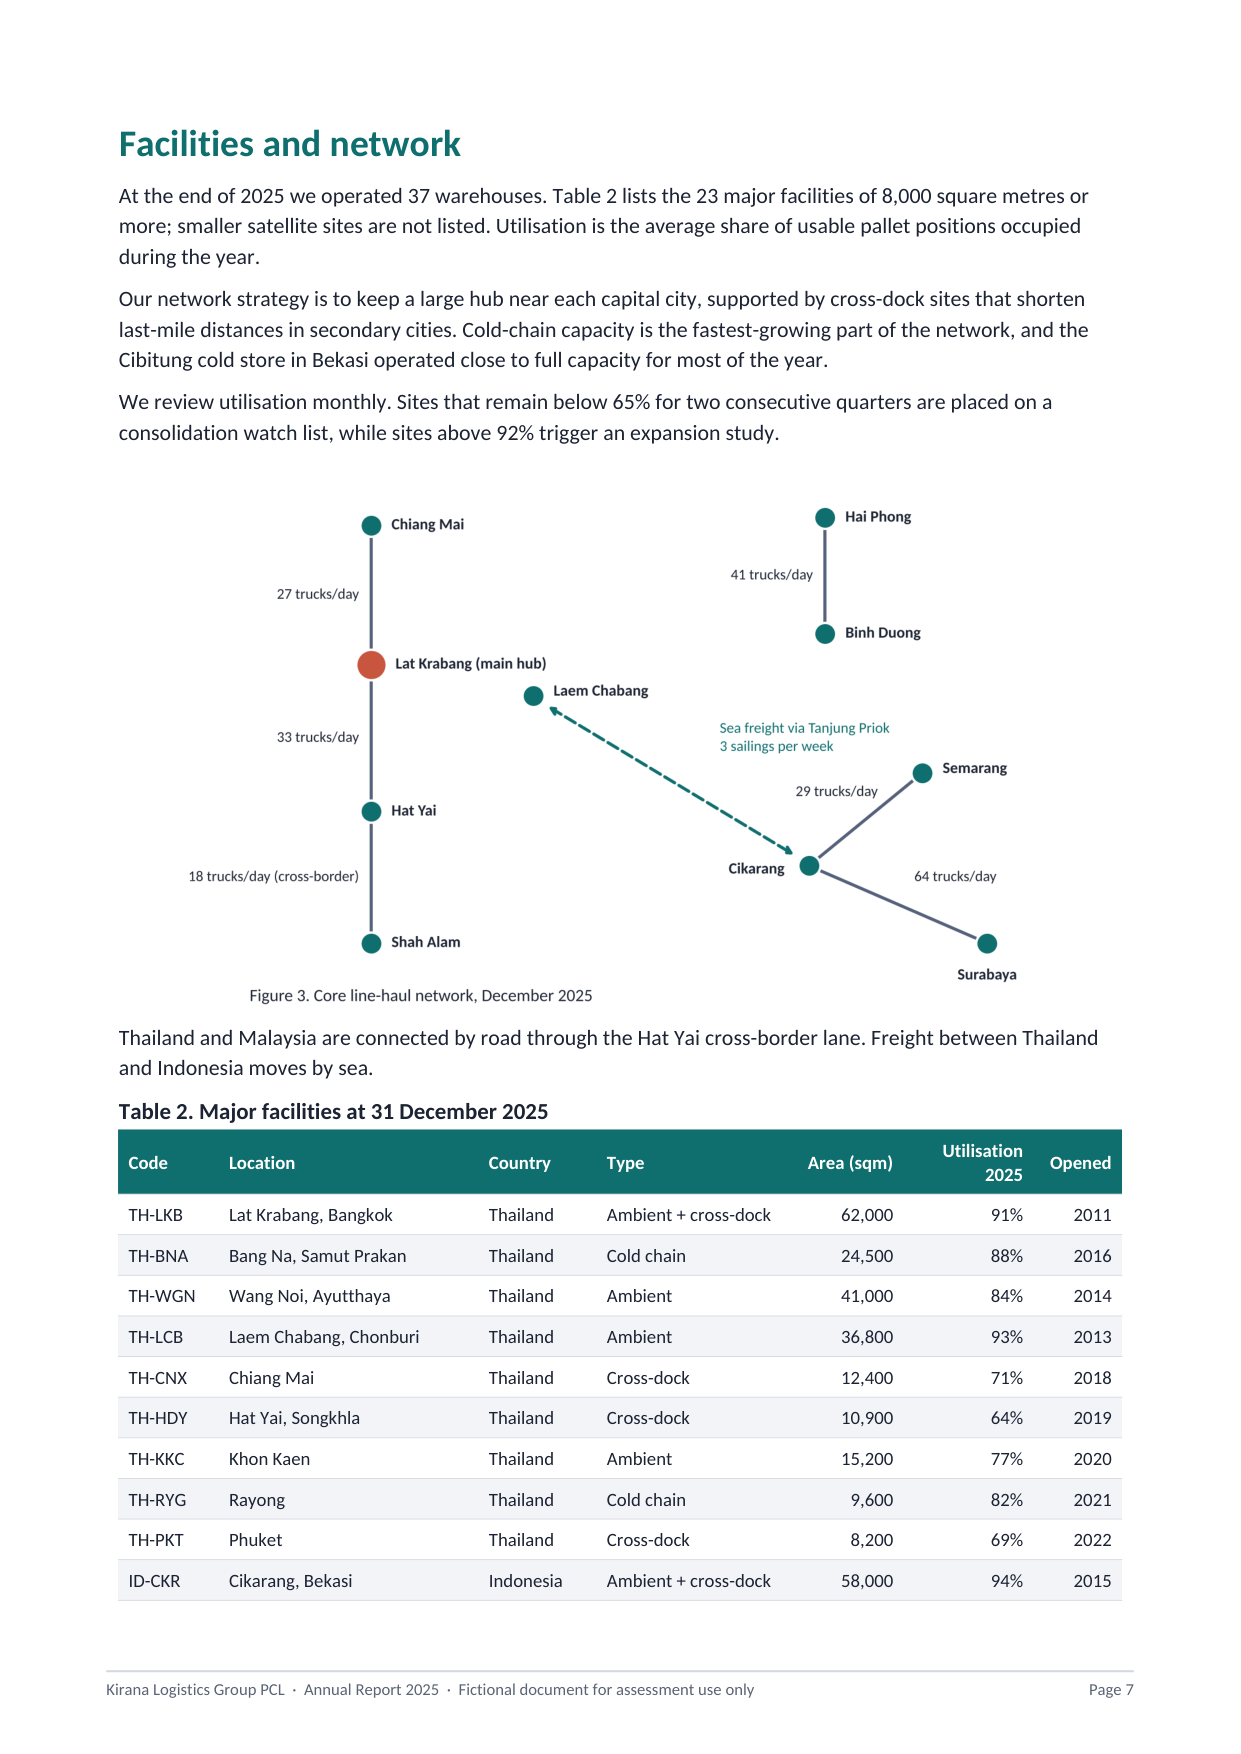 Facilities and network
At the end of 2025 we operated 37 warehouses. Table 2 lists the 23 major facilities of 8,000 square metres or
more; smaller satellite sites are not listed. Utilisation is the average share of usable pallet positions occupied
during the year.
Our network strategy is to keep a large hub near each capital city, supported by cross-dock sites that shorten
last-mile distances in secondary cities. Cold-chain capacity is the fastest-growing part of the network, and the
Cibitung cold store in Bekasi operated close to full capacity for most of the year.
We review utilisation monthly. Sites that remain below 65% for two consecutive quarters are placed on a
consolidation watch list, while sites above 92% trigger an expansion study.
Chiang Mai
Hai Phong
27 trucks/day
41 trucks/day
Binh Duong
Lat Krabang (main hub)
Laem Chabang
33 trucks/day
Sea freight via Tanjung Priok
3 sailings per week
Semarang
29 trucks/day
Hat Yai
Cikarang
18 trucks/day (cross-border)
64 trucks/day
Shah Alam
Surabaya
Figure 3. Core line-haul network, December 2025
Thailand and Malaysia are connected by road through the Hat Yai cross-border lane. Freight between Thailand
and Indonesia moves by sea.
Table 2. Major facilities at 31 December 2025
Code Location Country Type Area (sqm) Utilisation 2025 Opened
TH-LKB Lat Krabang, Bangkok Thailand Ambient + cross-dock 62,000 91% 2011
TH-BNA Bang Na, Samut Prakan Thailand Cold chain 24,500 88% 2016
TH-WGN Wang Noi, Ayutthaya Thailand Ambient 41,000 84% 2014
TH-LCB Laem Chabang, Chonburi Thailand Ambient 36,800 93% 2013
TH-CNX Chiang Mai Thailand Cross-dock 12,400 71% 2018
TH-HDY Hat Yai, Songkhla Thailand Cross-dock 10,900 64% 2019
TH-KKC Khon Kaen Thailand Ambient 15,200 77% 2020
TH-RYG Rayong Thailand Cold chain 9,600 82% 2021
TH-PKT Phuket Thailand Cross-dock 8,200 69% 2022
ID-CKR Cikarang, Bekasi Indonesia Ambient + cross-dock 58,000 94% 2015
Kirana Logistics Group PCL · Annual Report 2025 · Fictional document for assessment use only Page 7